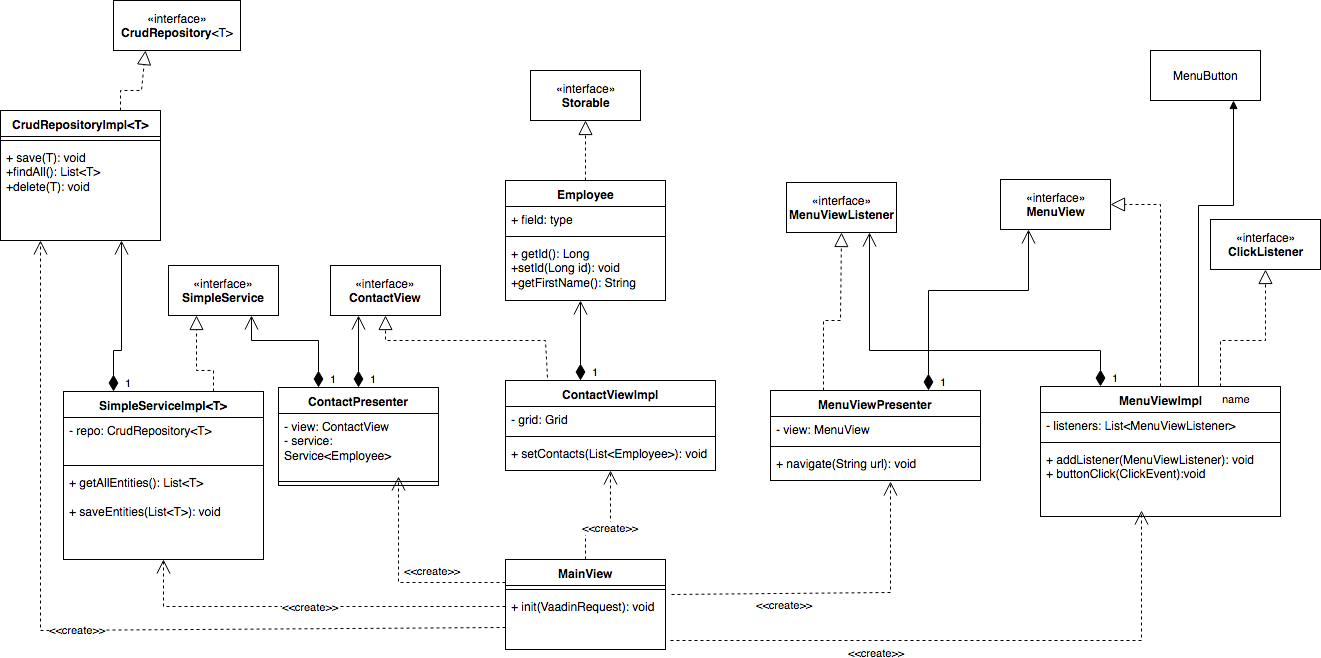 «interface»
CrudRepository<T>
CrudRepositoryImpl<T>
+ save(T): void
+findAll(): List<T>
+delete(T): void
«interface»
Storable
Employee
+ field: type
+ getId(): Long
+setId(Long id): void
+getFirstName(): String
MenuButton
«interface»
MenuViewListener
«interface»
MenuView
«interface»
ClickListener
«interface»
SimpleService
«interface»
ContactView
1
1
1
1
1
1
SimpleServiceImpl<T>
- repo: CrudRepository<T>
+ getAllEntities(): List<T>
+ saveEntities(List<T>): void
ContactPresenter
- view: ContactView
- service:
Service<Employee>
ContactViewImpl
- grid: Grid
+ setContacts(List<Employee>): void
MenuViewPresenter
- view: MenuView
+ navigate(String url): void
MenuViewImpl
name
- listeners: List<MenuViewListener>
+ addListener(MenuViewListener): void
+ buttonClick(ClickEvent):void
<<create>>
<<create>>
<<create>>
<<create>>
<<create>>
<<create>>
MainView
+ init(VaadinRequest): void